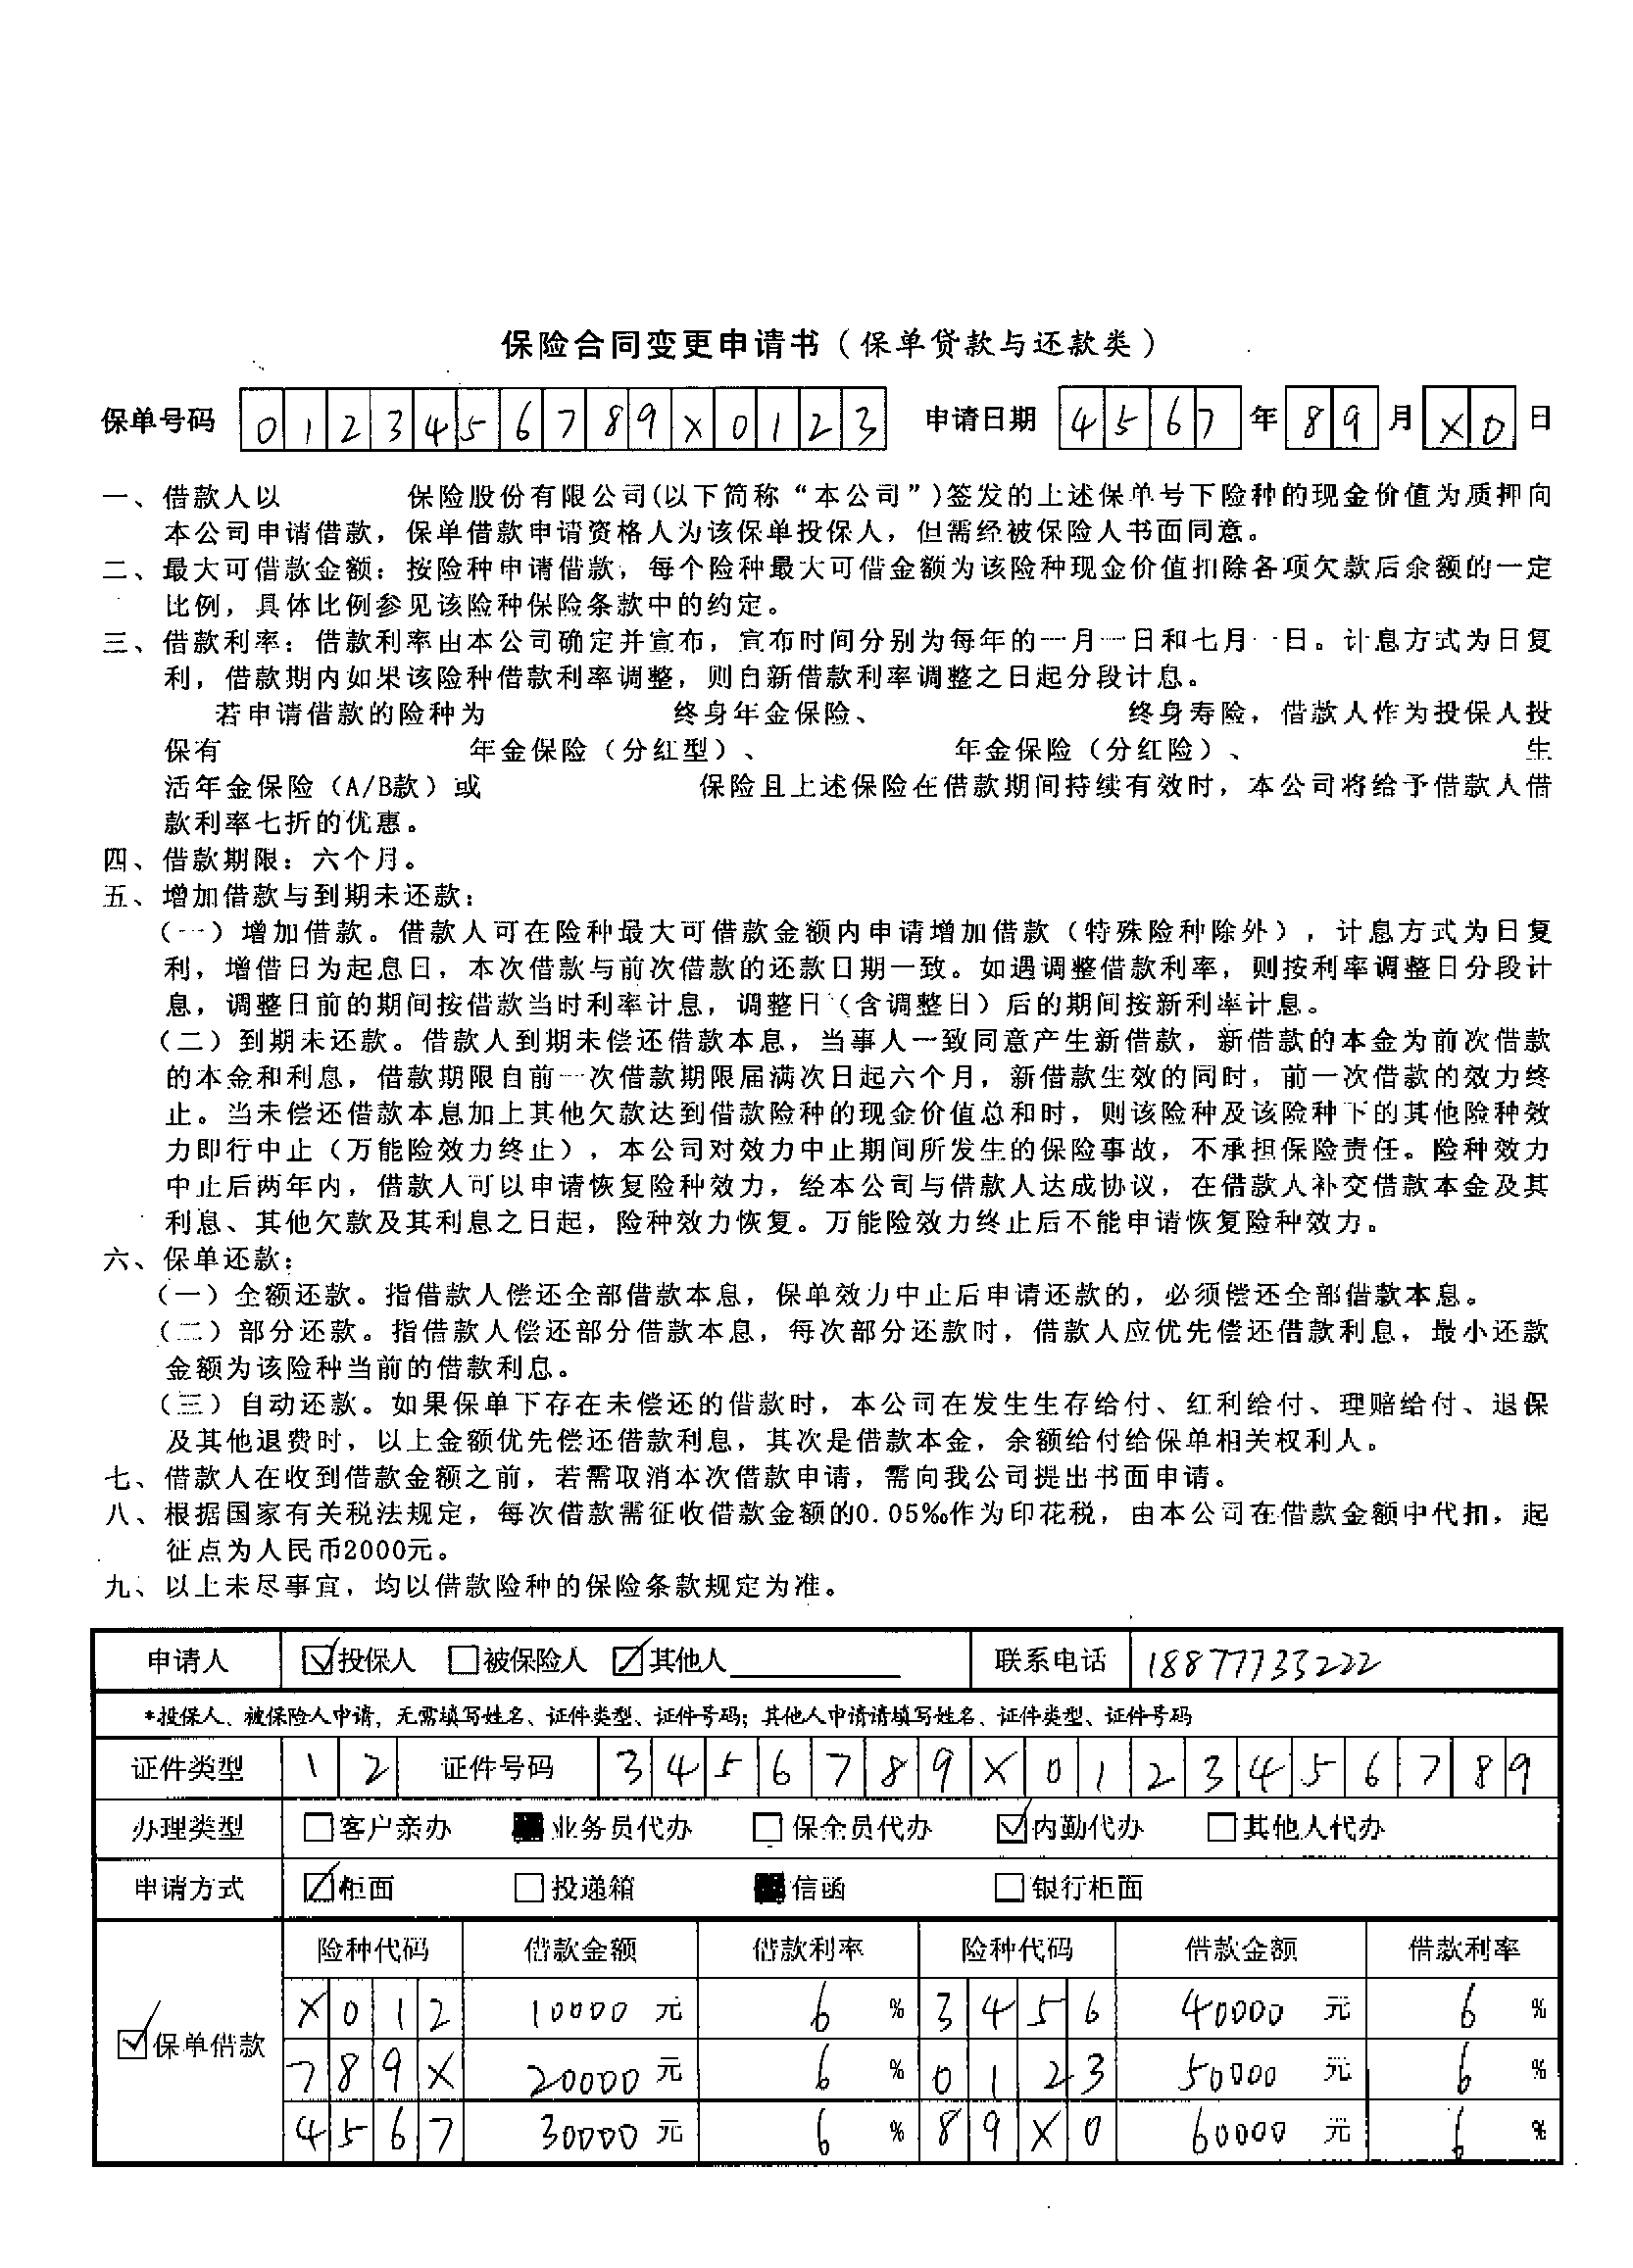 保险合同变更申请书（保单贷款与还款类）
保单号码 0 1 2 3 4 5 6 7 8 9 X 0 1 2 3 申请日期 4 5 6 7 年 8 9 月 X 0 日
一、借款人以 保险股份有限公司(以下简称“本公司”)签发的上述保单号下险种的现金价值为质押向
本公司申请借款，保单借款申请资格人为该保单投保人，但需经被保险人书面同意。
二、最大可借款金额：按险种申请借款，每个险种最大可借金额为该险种现金价值扣除各项欠款后余额的一定
比例，具体比例参见该险种保险条款中的约定。
三、借款利率：借款利率由本公司确定并宣布，宣布时间分别为每年的一月一日和七月一日。计息方式为日复
利，借款期内如果该险种借款利率调整，则自新借款利率调整之日起分段计息。
若申请借款的险种为 终身年金保险、 终身寿险，借款人作为投保人投
保有 年金保险（分红型）、 年金保险（分红险）、 生
活年金保险（A/B款）或 保险且上述保险在借款期间持续有效时，本公司将给予借款人借
款利率七折的优惠。
四、借款期限：六个月。
五、增加借款与到期未还款：
（一）增加借款。借款人可在险种最大可借款金额内申请增加借款（特殊险种除外），计息方式为日复
利，增借日为起息日，本次借款与前次借款的还款日期一致。如遇调整借款利率，则按利率调整日分段计
息，调整日前的期间按借款当时利率计息，调整日（含调整日）后的期间按新利率计息。
（二）到期未还款。借款人到期未偿还借款本息，当事人一致同意产生新借款，新借款的本金为前次借款
的本金和利息，借款期限自前一次借款期限届满次日起六个月，新借款生效的同时，前一次借款的效力终
止。当未偿还借款本息加上其他欠款达到借款险种的现金价值总和时，则该险种及该险种下的其他险种效
力即行中止（万能险效力终止），本公司对效力中止期间所发生的保险事故，不承担保险责任。险种效力
中止后两年内，借款人可以申请恢复险种效力，经本公司与借款人达成协议，在借款人补交借款本金及其
利息、其他欠款及其利息之日起，险种效力恢复。万能险效力终止后不能申请恢复险种效力。
六、保单还款：
（一）全额还款。指借款人偿还全部借款本息，保单效力中止后申请还款的，必须偿还全部借款本息。
（二）部分还款。指借款人偿还部分借款本息，每次部分还款时，借款人应优先偿还借款利息，最小还款
金额为该险种当前的借款利息。
（三）自动还款。如果保单下存在未偿还的借款时，本公司在发生生存给付、红利给付、理赔给付、退保
及其他退费时，以上金额优先偿还借款利息，其次是借款本金，余额给付给保单相关权利人。
七、借款人在收到借款金额之前，若需取消本次借款申请，需向我公司提出书面申请。
八、根据国家有关税法规定，每次借款需征收借款金额的0.05‰作为印花税，由本公司在借款金额中代扣，起
征点为人民币2000元。
九、以上未尽事宜，均以借款险种的保险条款规定为准。
申请人 ☑投保人 □被保险人 ☑其他人 联系电话 18877733222
*投保人、被保险人申请，无需填写姓名、证件类型、证件号码；其他人申请请填写姓名、证件类型、证件号码
证件类型 1 2 证件号码 3 4 5 6 7 8 9 X 0 1 2 3 4 5 6 7 8 9
办理类型 □客户亲办 ■业务员代办 □保全员代办 ☑内勤代办 □其他人代办
申请方式 ☑柜面 □投递箱 ■信函 □银行柜面
险种代码 借款金额 借款利率 险种代码 借款金额 借款利率
X 0 1 2 10000 元 6 % 3 4 5 6 40000 元 6 %
☑保单借款
7 8 9 X 20000 元 6 % 0 1 2 3 50000 元 6 %
4 5 6 7 30000 元 6 % 8 9 X 0 60000 元 6 %